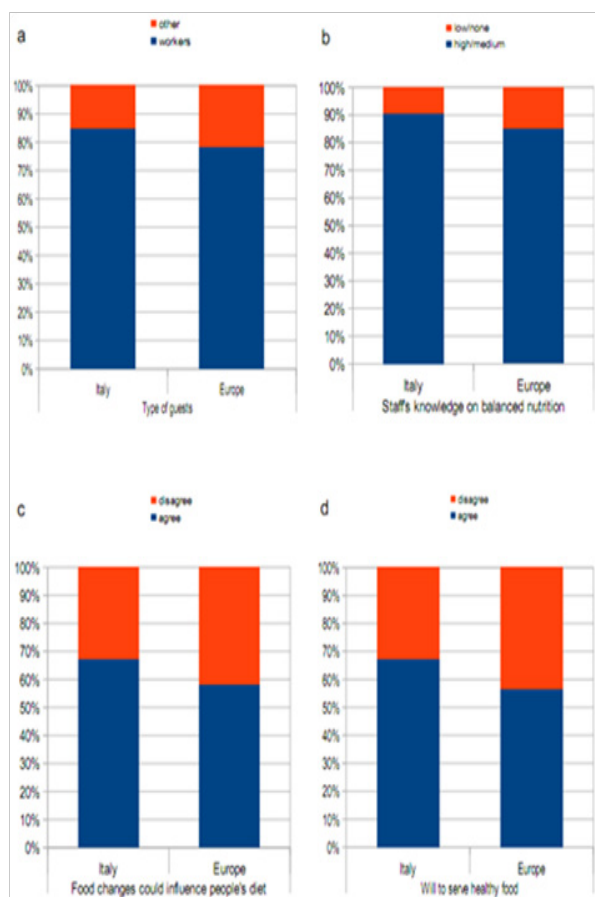 a
other
workers
100%
90%
80%
70%
60%
50%
40%
30%
20%
10%
0%
Italy Europe
Type of guests
b
low/none
high/medium
100%
90%
80%
70%
60%
50%
40%
30%
20%
10%
0%
Italy Europe
Staff's knowledge on balanced nutrition
c
disagree
agree
100%
90%
80%
70%
60%
50%
40%
30%
20%
10%
0%
Italy Europe
Food changes could influence people's diet
d
disagree
agree
100%
90%
80%
70%
60%
50%
40%
30%
20%
10%
0%
Italy Europe
Will to serve healthy food